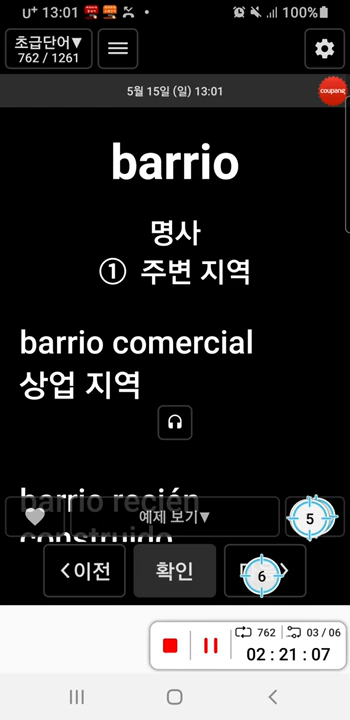 U+ 13:01 100%
초급단어▼
762 / 1261
5월 15일 (일) 13:01
coupang
barrio
명사
① 주변 지역
barrio comercial
상업 지역
barrio recién
construido
예제 보기▼
5
<이전
확인
6
762 03 / 06
02 : 21 : 07